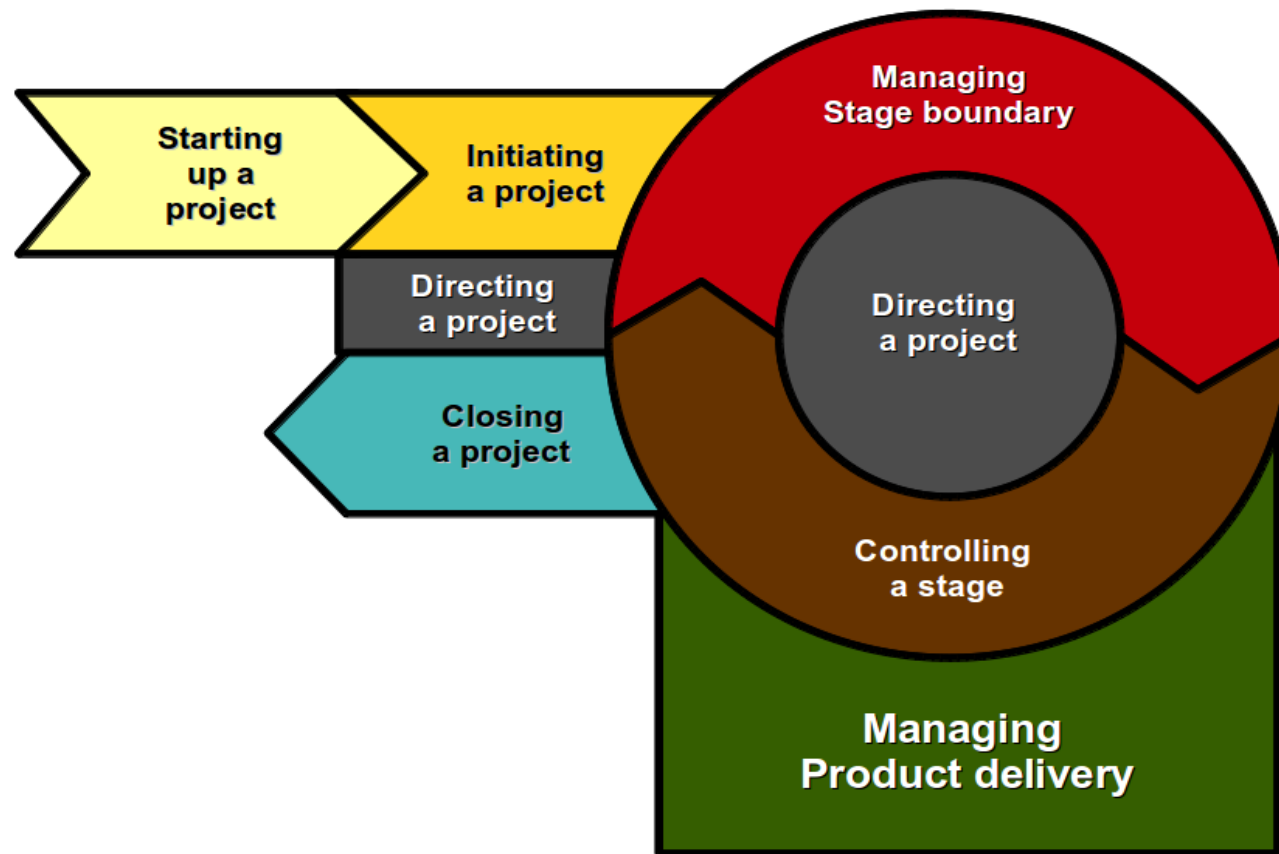 Starting
up a
project
Initiating
a project
Directing
a project
Closing
a project
Managing
Stage boundary
Directing
a project
Controlling
a stage
Managing
Product delivery